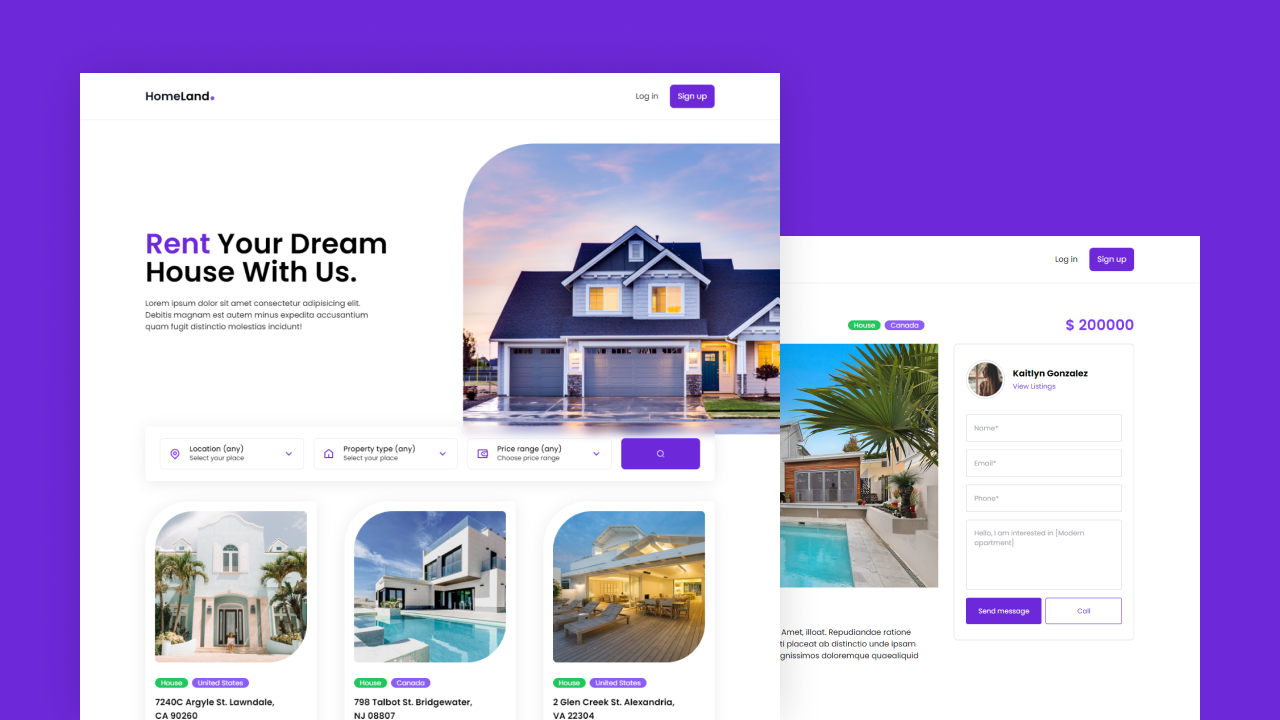 HomeLand.
Log in
Sign up
Rent Your Dream
House With Us.
Lorem ipsum dolor sit amet consectetur adipisicing elit.
Debitis magnam est autem minus expedita accusantium
quam fugit distinctio molestias incidunt!
Location (any)
Select your place
Property type (any)
Select your place
Price range (any)
Choose price range
House
United States
7240C Argyle St. Lawndale,
CA 90260
House
Canada
798 Talbot St. Bridgewater,
NJ 08807
House
United States
2 Glen Creek St. Alexandria,
VA 22304
Log in
Sign up
House
Canada
$ 200000
Kaitlyn Gonzalez
View Listings
Name*
Email*
Phone*
Hello, I am interested in [Modern
apartment]
Send message
Call
Amet, illoat. Repudiandae ratione
ti placeat ab distinctio unde ipsam
gnissimos doloremque quaealiquid